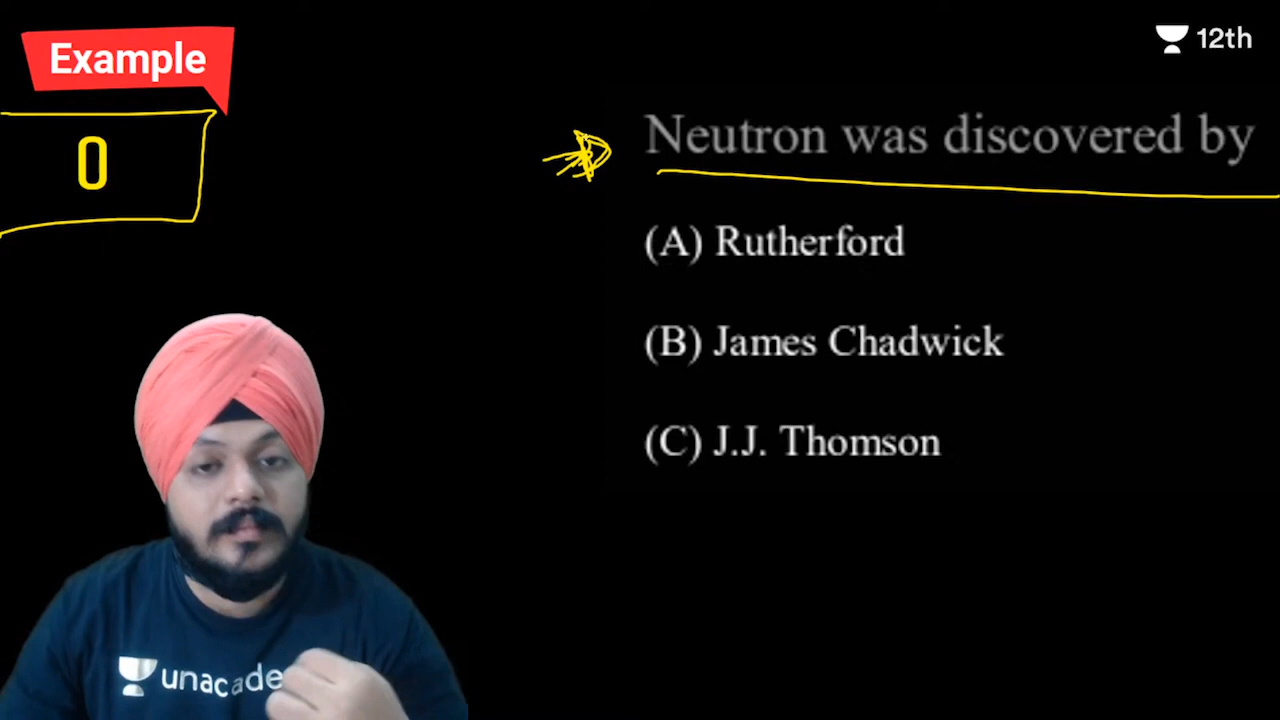 Example
12th
0
Neutron was discovered by
(A) Rutherford
(B) James Chadwick
(C) J.J. Thomson
unacade